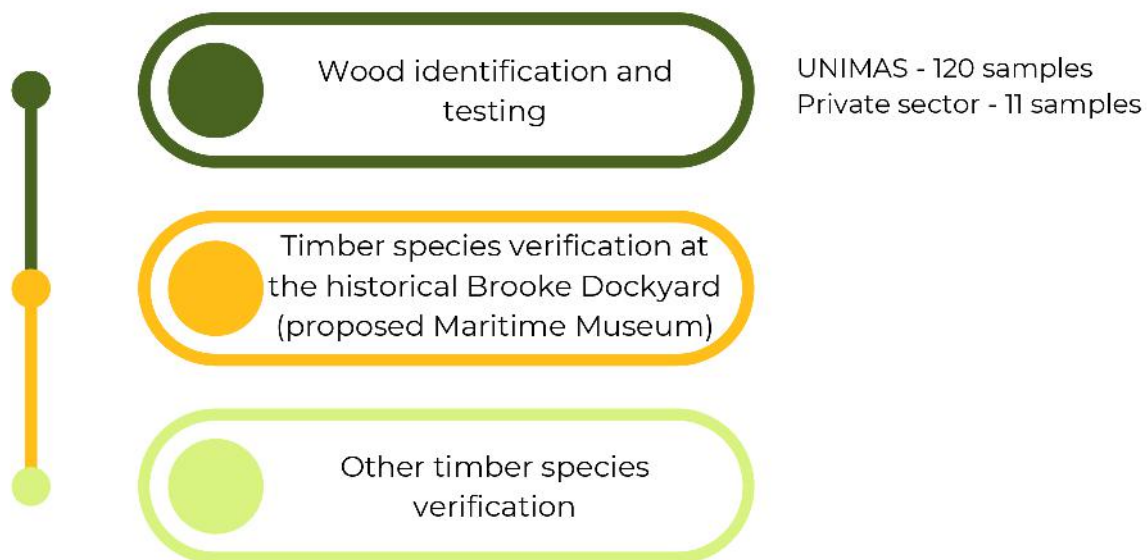 Wood identification and
testing
UNIMAS - 120 samples
Private sector - 11 samples
Timber species verification at
the historical Brooke Dockyard
(proposed Maritime Museum)
Other timber species
verification